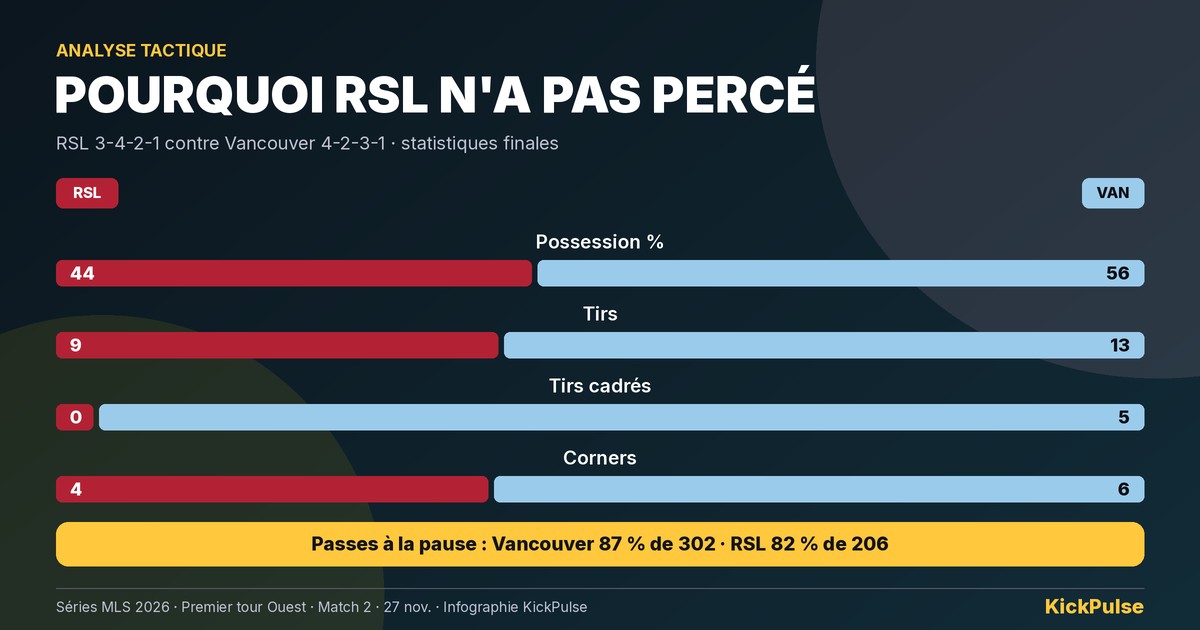 ANALYSE TACTIQUE
POURQUOI RSL N'A PAS PERCÉ
RSL 3-4-2-1 contre Vancouver 4-2-3-1 · statistiques finales
RSL VAN
Possession %
44 56
Tirs
9 13
Tirs cadrés
0 5
Corners
4 6
Passes à la pause : Vancouver 87 % de 302 · RSL 82 % de 206
Séries MLS 2026 · Premier tour Ouest · Match 2 · 27 nov. · Infographie KickPulse
KickPulse